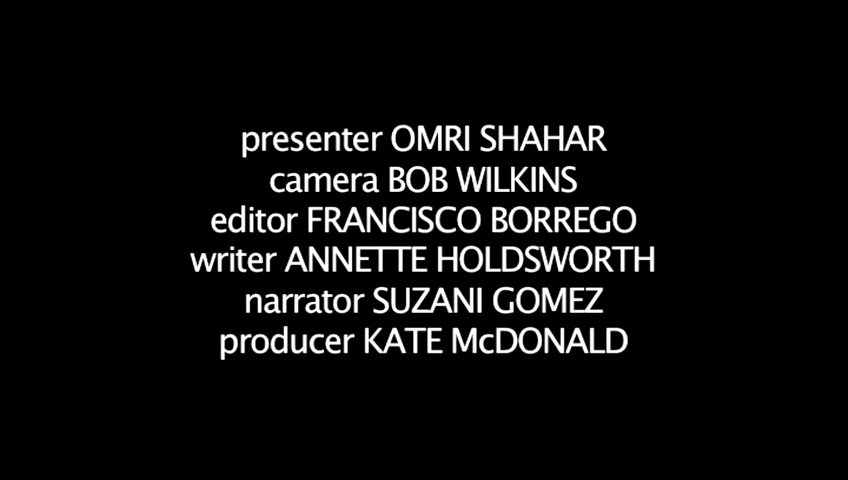 presenter OMRI SHAHAR
camera BOB WILKINS
editor FRANCISCO BORREGO
writer ANNETTE HOLDSWORTH
narrator SUZANI GOMEZ
producer KATE McDONALD